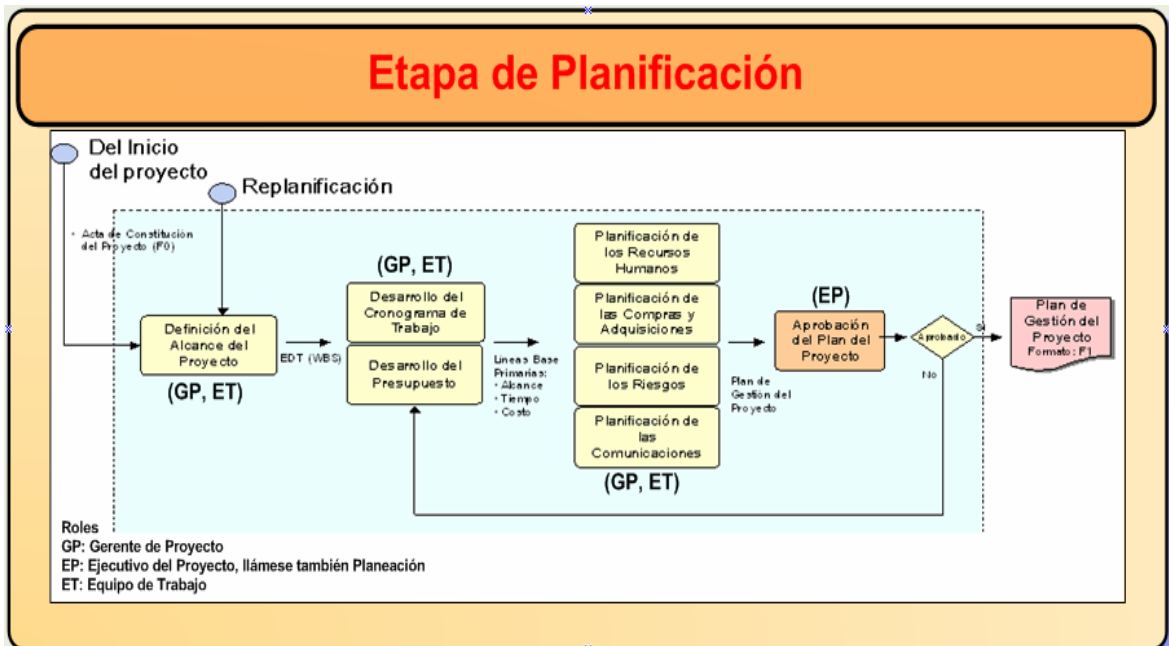 Etapa de Planificación
Del Inicio
del proyecto
Replanificación
• Acta de Constitución
del Proyecto (F0)
Definición del
Alcance del
Proyecto
(GP, ET)
EDT (WBS)
(GP, ET)
Desarrollo del
Cronograma de
Trabajo
Desarrollo del
Presupuesto
Líneas Base
Primarias:
• Alcance
• Tiempo
• Costo
Planificación de
los Recursos
Humanos
Planificación de
las Compras y
Adquisiciones
Planificación de
los Riesgos
Planificación de
las
Comunicaciones
(GP, ET)
Plan de
Gestión del
Proyecto
(EP)
Aprobación
del Plan del
Proyecto
Aprobado
Si
No
Plan de
Gestión del
Proyecto
Formato: F1
Roles
GP: Gerente de Proyecto
EP: Ejecutivo del Proyecto, llámese también Planeación
ET: Equipo de Trabajo